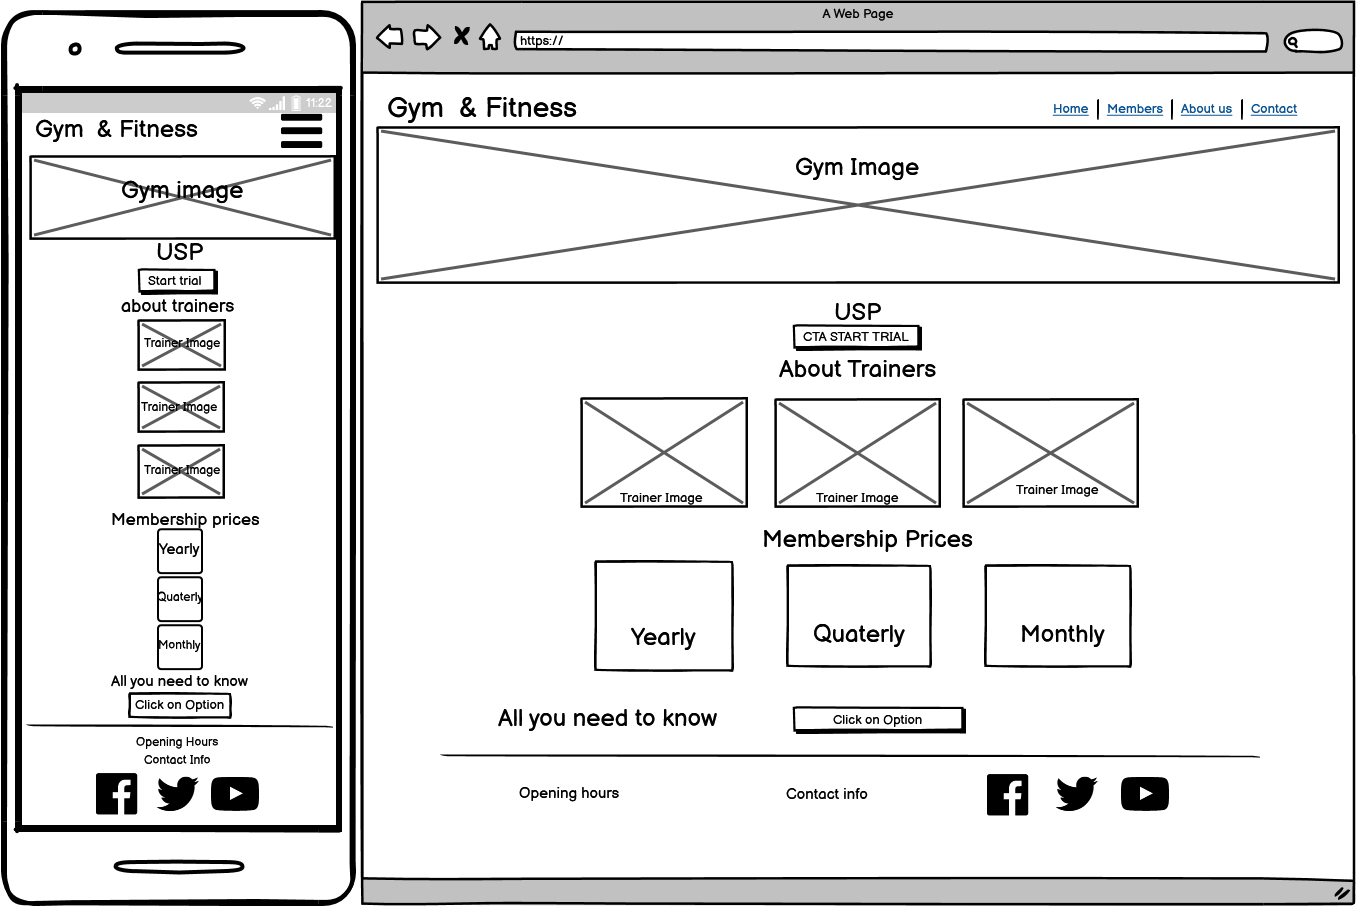 11:22
Gym & Fitness
Gym image
USP
Start trial
about trainers
Trainer Image
Trainer Image
Trainer Image
Membership prices
Yearly
Quaterly
Monthly
All you need to know
Click on Option
Opening Hours
Contact Info
A Web Page
https://
Gym & Fitness
Home | Members | About us | Contact
Gym Image
USP
CTA START TRIAL
About Trainers
Trainer Image Trainer Image Trainer Image
Membership Prices
Yearly Quaterly Monthly
All you need to know Click on Option
Opening hours Contact info